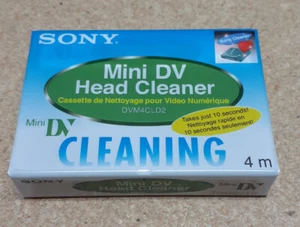 SONY
Mini DV
Head Cleaner
Cassette de Nettoyage pour Vidéo Numérique
DVM4CLD2
Takes just 10 seconds!
Nettoyage rapide en
10 secondes seulement!
Mini DV
CLEANING
4 m
SONY
Mini DV
Head Cleaner